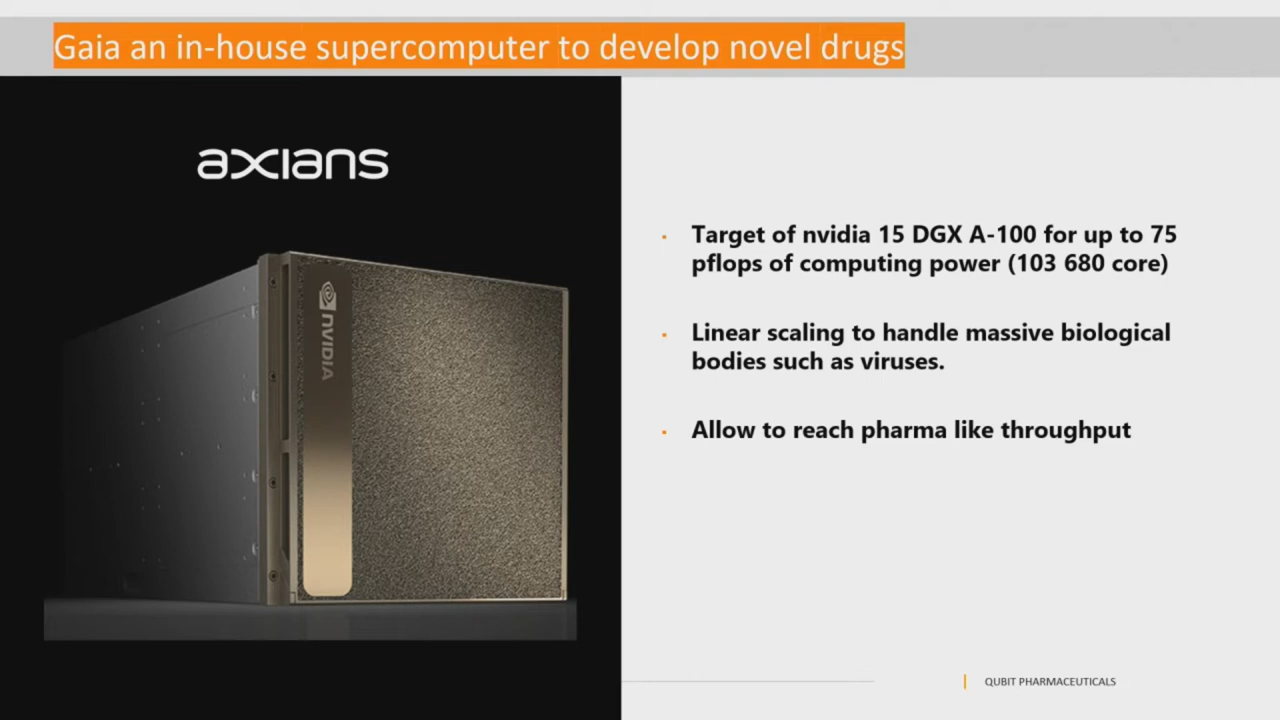 Gaia an in-house supercomputer to develop novel drugs
axians
nVIDIA
Target of nvidia 15 DGX A-100 for up to 75
pflops of computing power (103 680 core)
Linear scaling to handle massive biological
bodies such as viruses.
Allow to reach pharma like throughput
QUBIT PHARMACEUTICALS